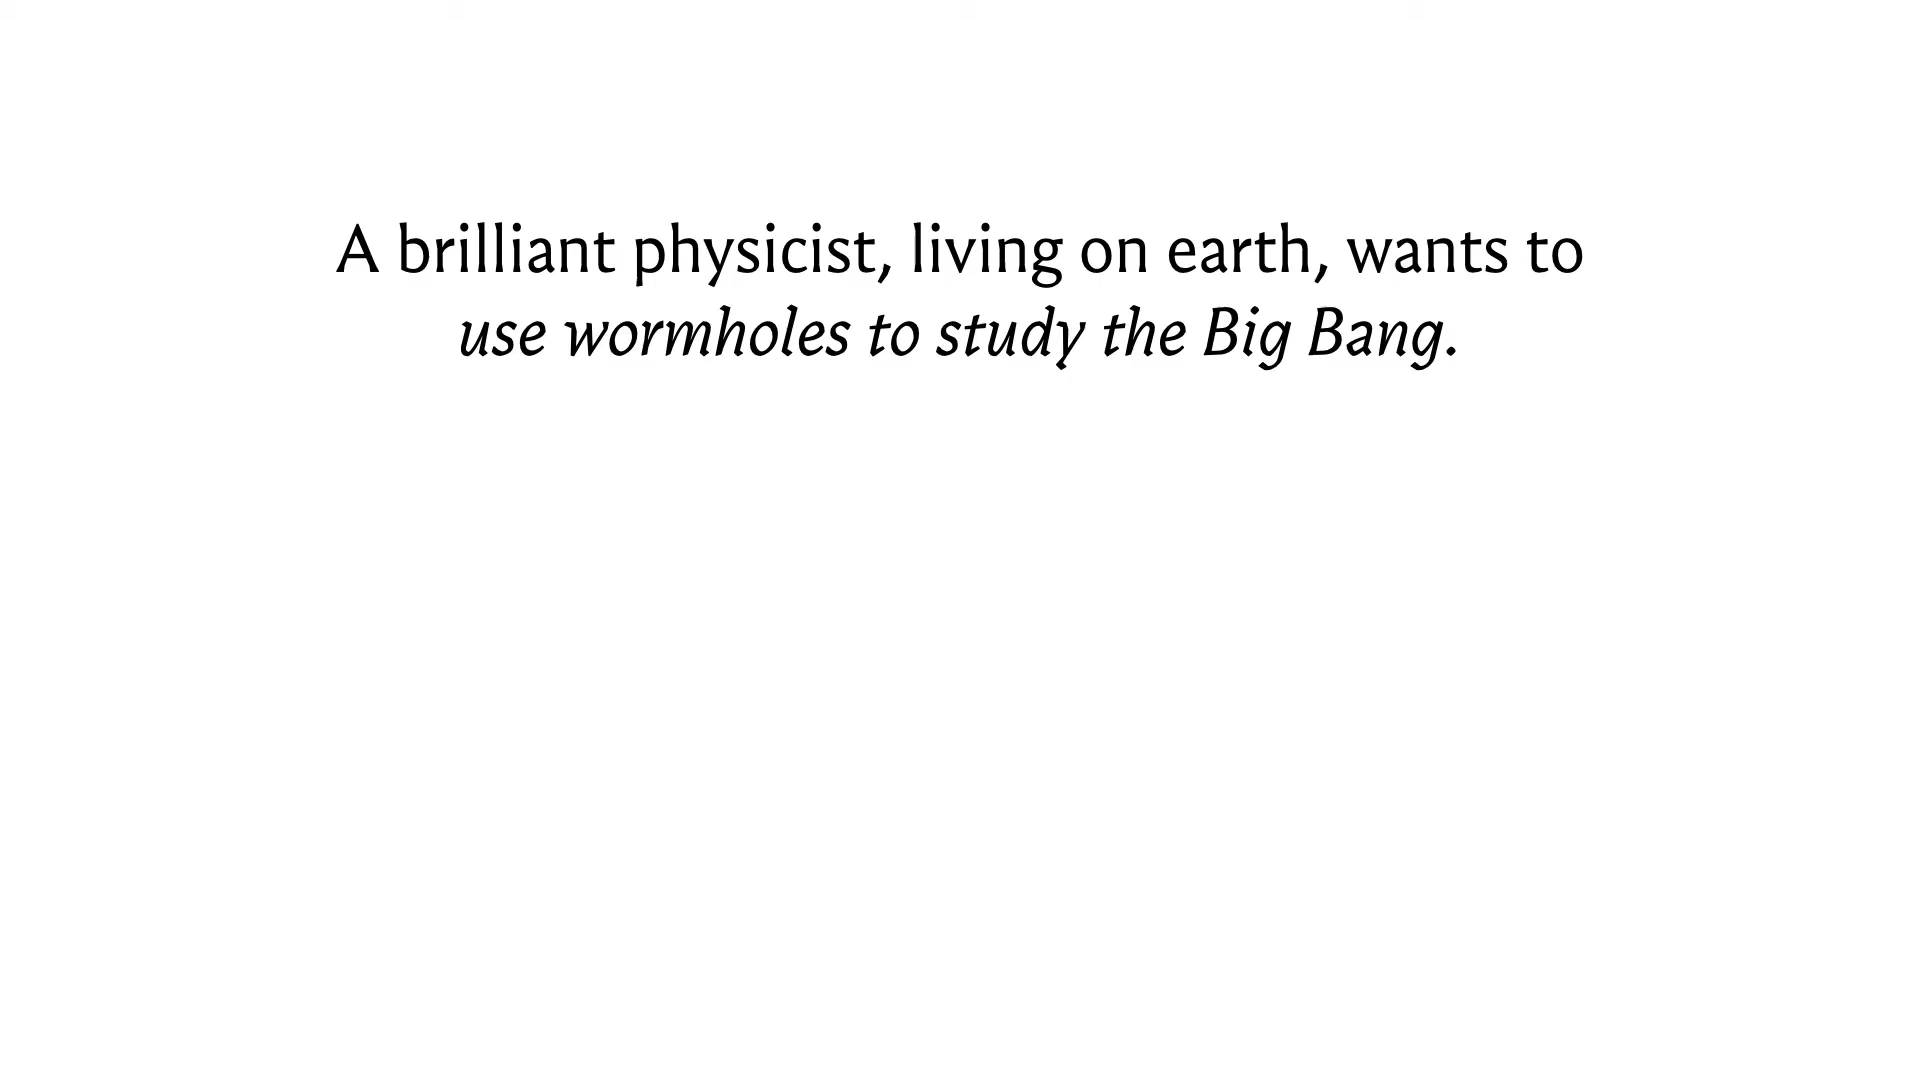 A brilliant physicist, living on earth, wants to
use wormholes to study the Big Bang.